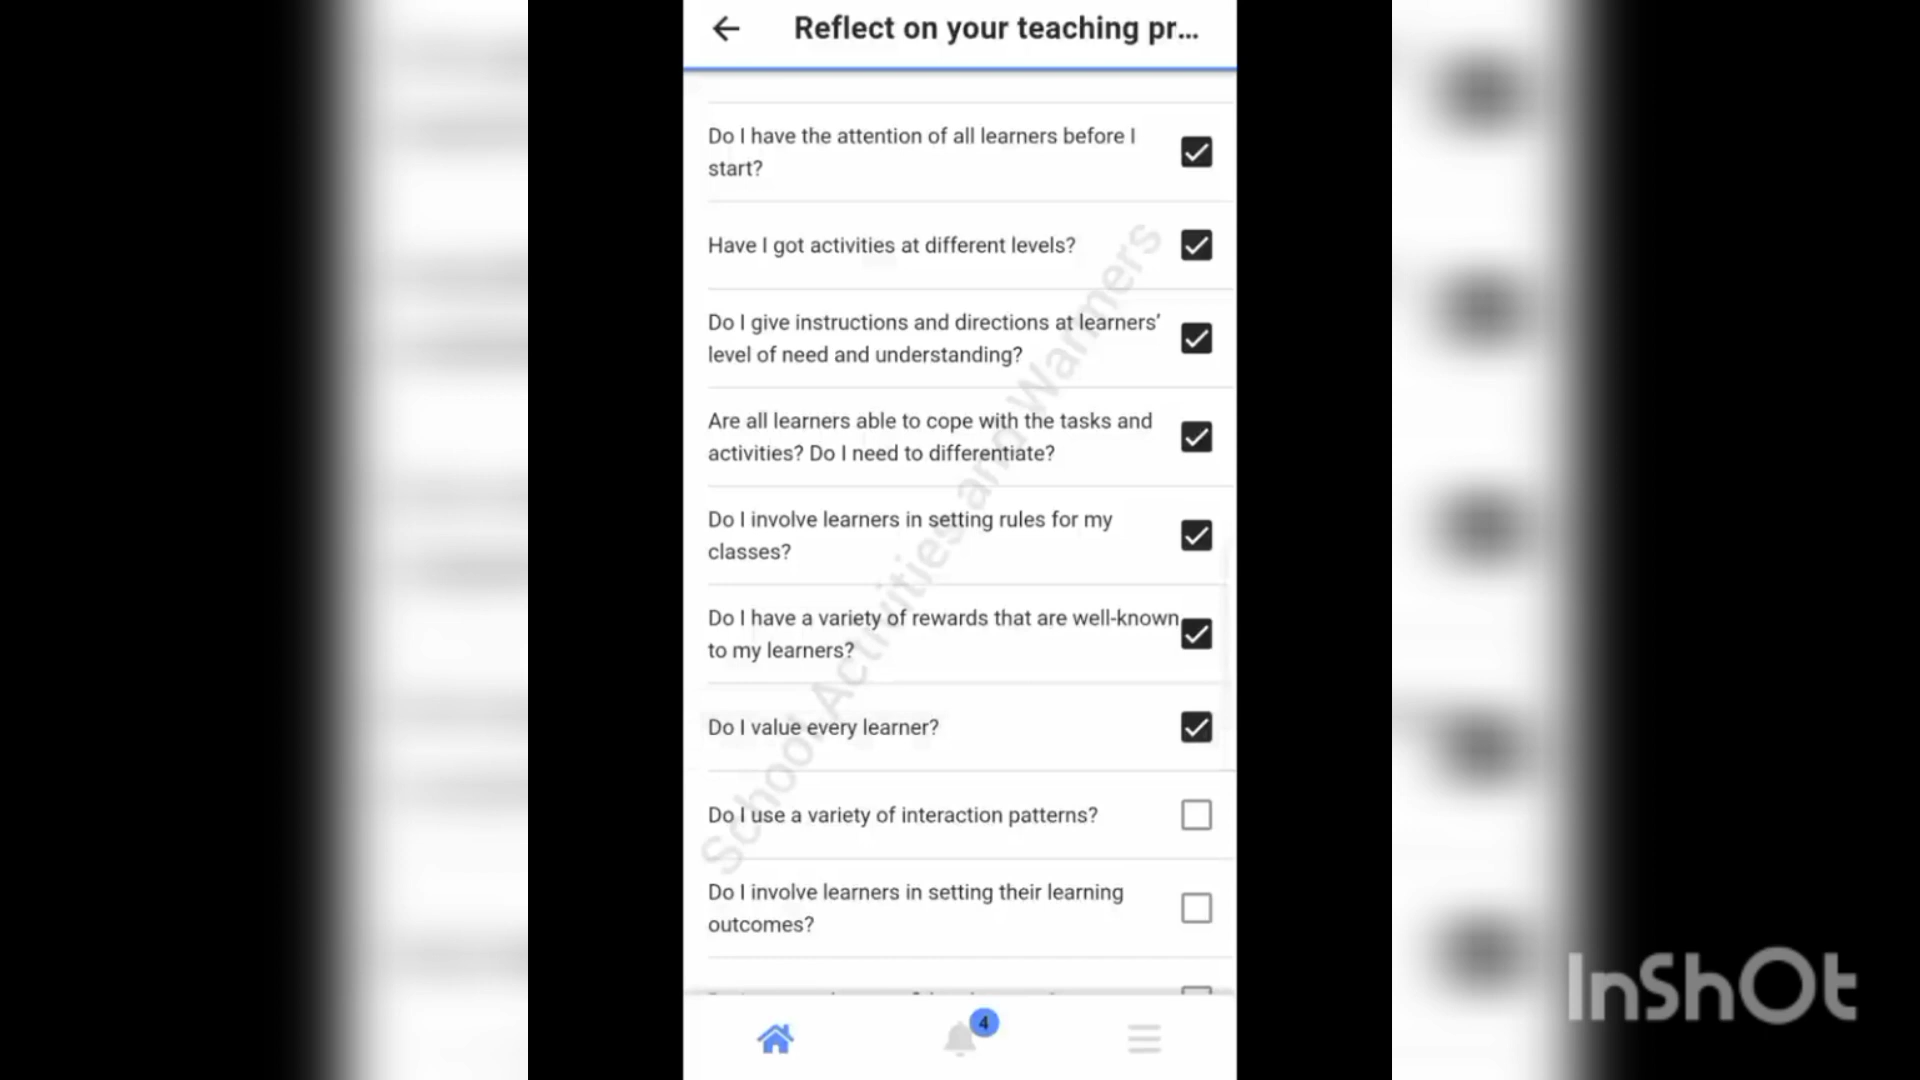 Reflect on your teaching pr...
Do I have the attention of all learners before I
start?
Have I got activities at different levels?
Do I give instructions and directions at learners’
level of need and understanding?
Are all learners able to cope with the tasks and
activities? Do I need to differentiate?
Do I involve learners in setting rules for my
classes?
Do I have a variety of rewards that are well-known
to my learners?
Do I value every learner?
Do I use a variety of interaction patterns?
Do I involve learners in setting their learning
outcomes?
4
School Activities and Warmers
InShOt